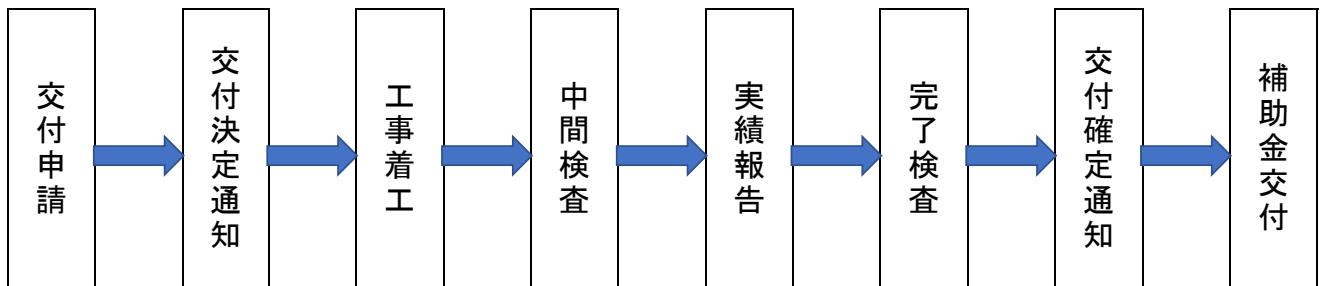 交付申請
交付決定通知
工事着工
中間検査
実績報告
完了検査
交付確定通知
補助金交付